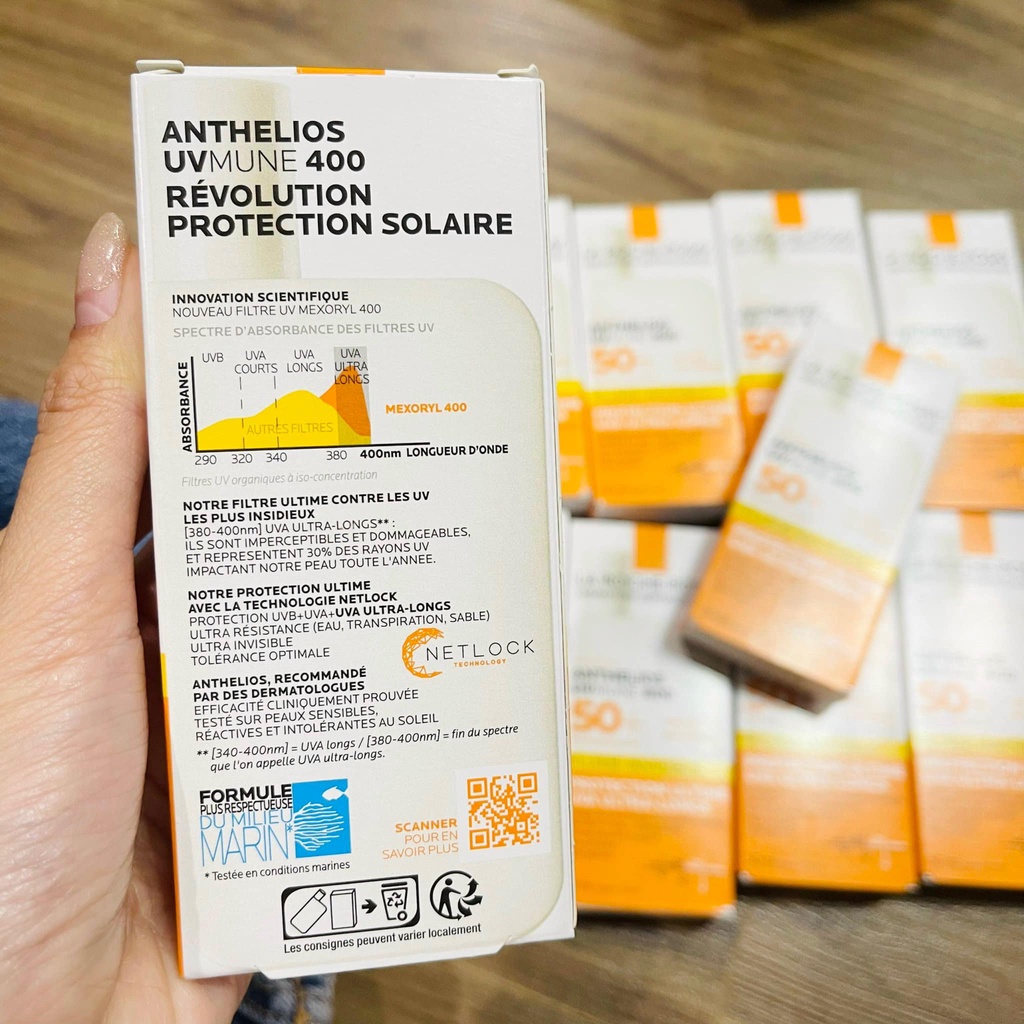 ANTHELIOS
UVMUNE 400
RÉVOLUTION
PROTECTION SOLAIRE
INNOVATION SCIENTIFIQUE
NOUVEAU FILTRE UV MEXORYL 400
SPECTRE D'ABSORBANCE DES FILTRES UV
ABSORBANCE
UVB
UVA COURTS
UVA LONGS
UVA ULTRA LONGS
AUTRES FILTRES
MEXORYL 400
290 320 340 380 400nm LONGUEUR D'ONDE
Filtres UV organiques à iso-concentration
NOTRE FILTRE ULTIME CONTRE LES UV
LES PLUS INSIDIEUX
[380-400nm] UVA ULTRA-LONGS** :
ILS SONT IMPERCEPTIBLES ET DOMMAGEABLES,
ET REPRESENTENT 30% DES RAYONS UV
IMPACTANT NOTRE PEAU TOUTE L'ANNEE.
NOTRE PROTECTION ULTIME
AVEC LA TECHNOLOGIE NETLOCK
PROTECTION UVB+UVA+UVA ULTRA-LONGS
ULTRA RÉSISTANCE (EAU, TRANSPIRATION, SABLE)
ULTRA INVISIBLE
TOLÉRANCE OPTIMALE
NETLOCK
TECHNOLOGY
ANTHELIOS, RECOMMANDÉ
PAR DES DERMATOLOGUES
EFFICACITÉ CLINIQUEMENT PROUVÉE
TESTÉ SUR PEAUX SENSIBLES,
RÉACTIVES ET INTOLÉRANTES AU SOLEIL
** [340-400nm] = UVA longs / [380-400nm] = fin du spectre
que l'on appelle UVA ultra-longs.
FORMULE
PLUS RESPECTUEUSE
DU MILIEU
MARIN*
* Testée en conditions marines
SCANNER
POUR EN
SAVOIR PLUS
Les consignes peuvent varier localement
50
50
50
50
50